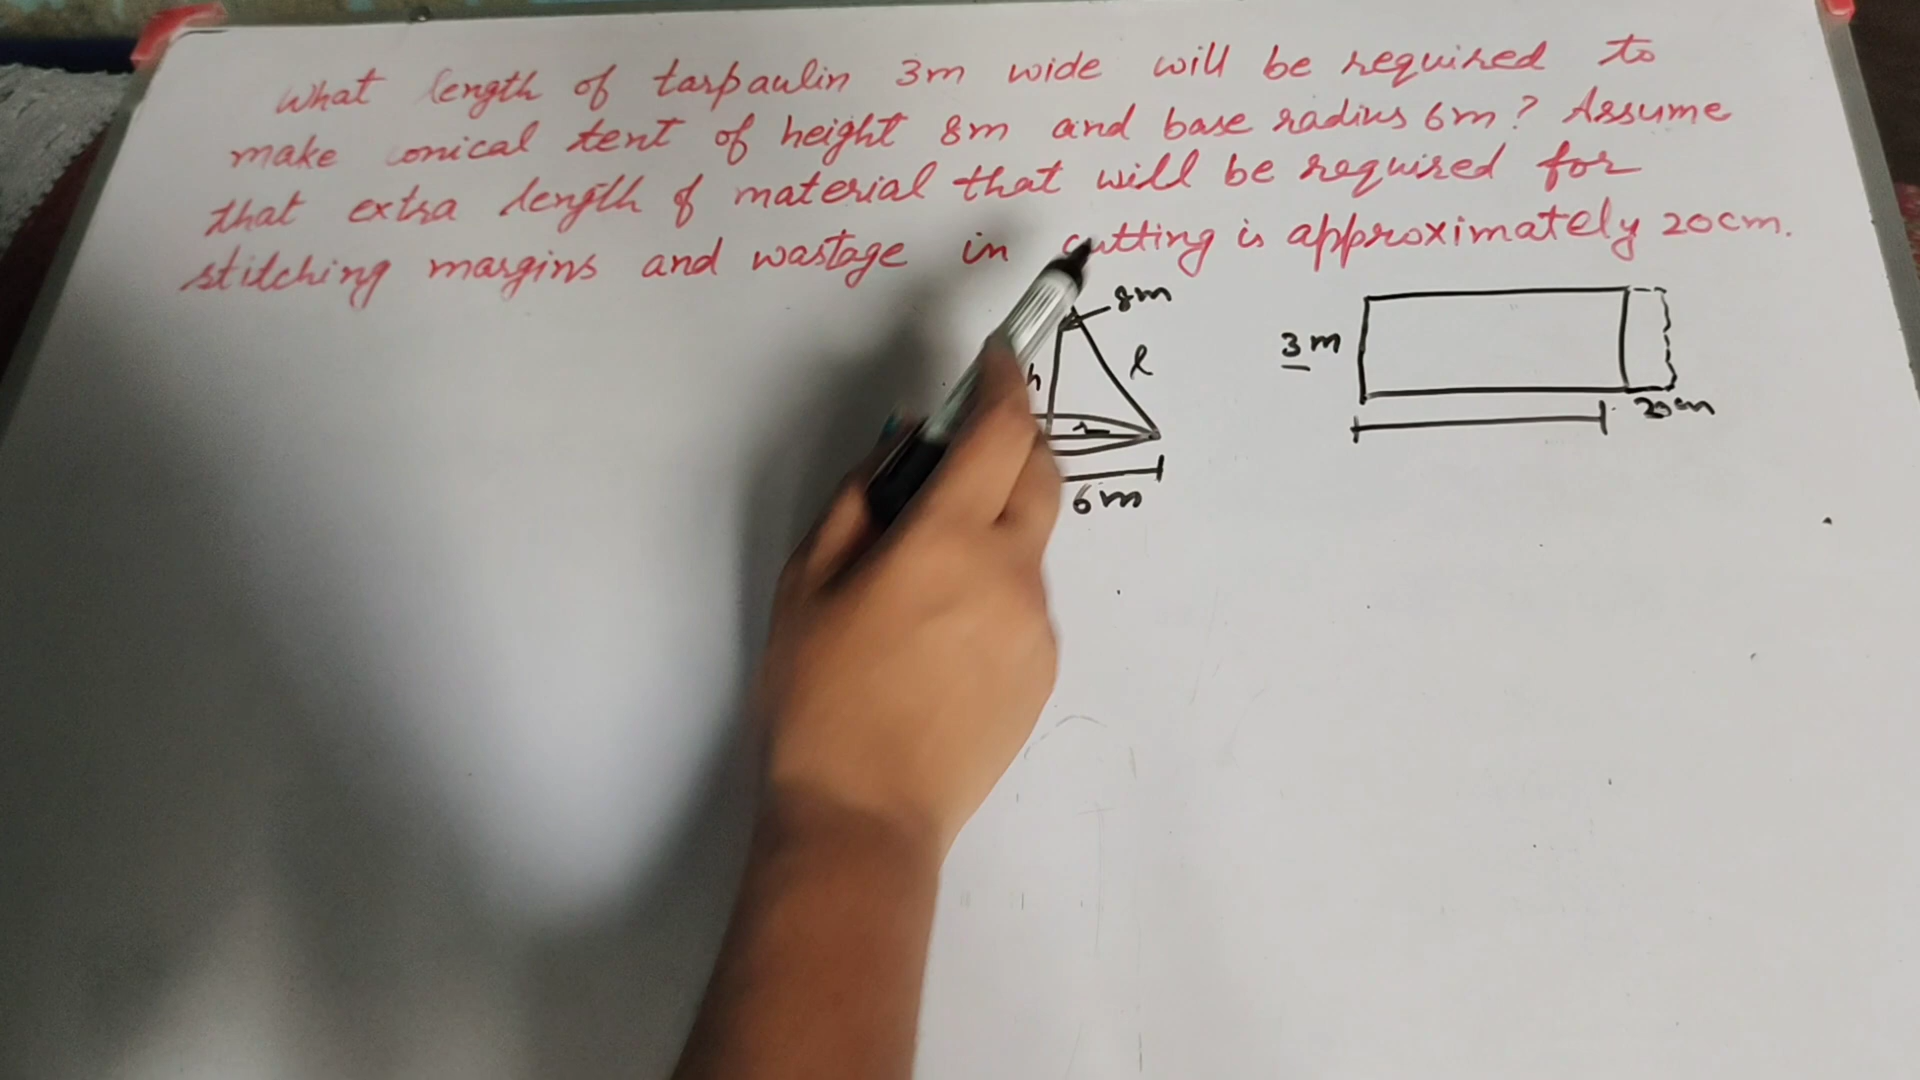 What length of tarpaulin 3m wide will be required to
make conical tent of height 8m and base radius 6m? Assume
that extra length of material that will be required for
stitching margins and wastage in cutting is approximately 20cm.
8m
3m
h
l
r
20cm
6m